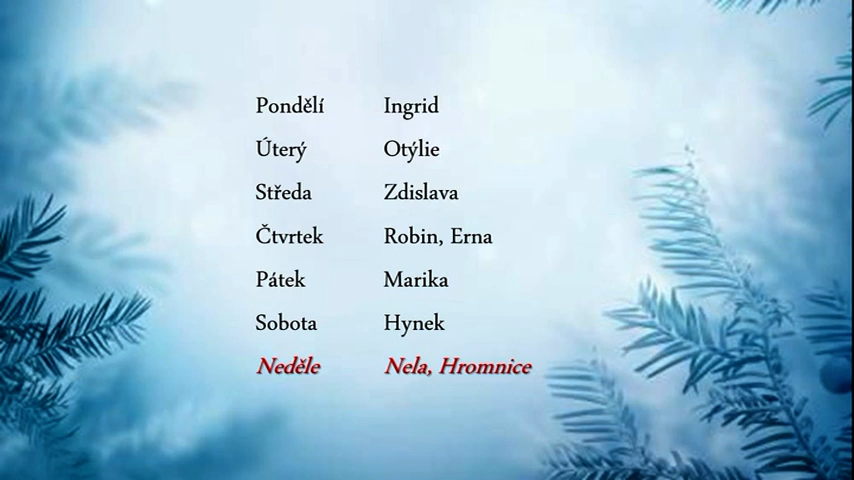 Pondělí Ingrid
Úterý Otýlie
Středa Zdislava
Čtvrtek Robin, Erna
Pátek Marika
Sobota Hynek
Neděle Nela, Hromnice